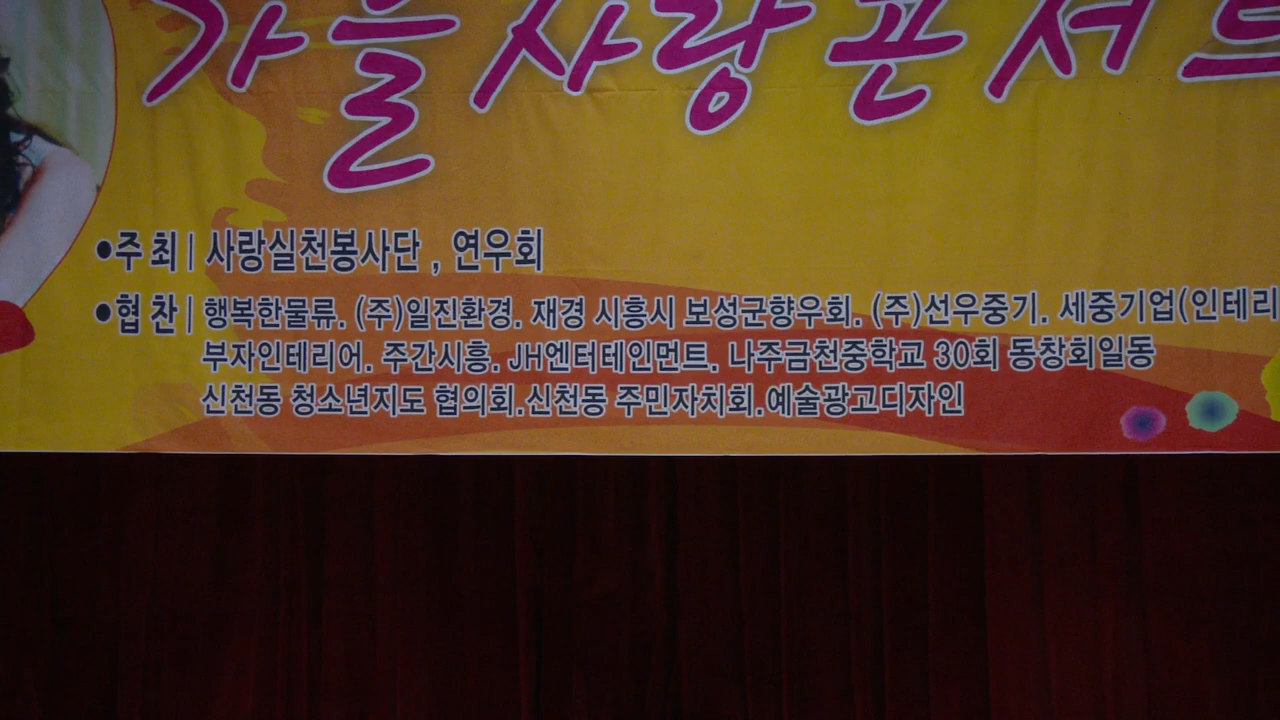 가을사랑콘서트
●주 최 | 사랑실천봉사단 , 연우회
●협 찬 | 행복한물류. (주)일진환경. 재경 시흥시 보성군향우회. (주)선우중기. 세중기업(인테리
부자인테리어. 주간시흥. JH엔터테인먼트. 나주금천중학교 30회 동창회일동
신천동 청소년지도 협의회.신천동 주민자치회.예술광고디자인